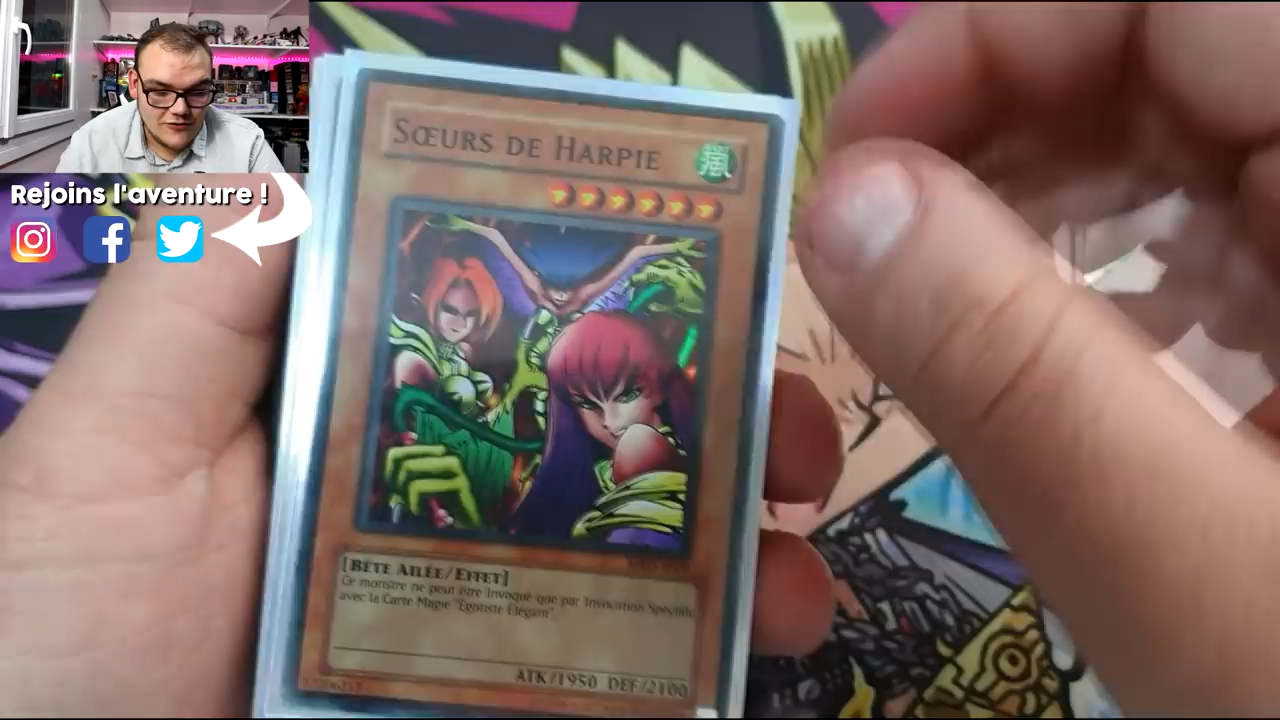 Rejoins l'aventure !
SŒURS DE HARPIE
風
[BÊTE AILÉE/EFFET]
Ce monstre ne peut être Invoqué que par Invocation Spéciale
avec la Carte Magie "Égoïste Élégant".
ATK/1950 DEF/2100